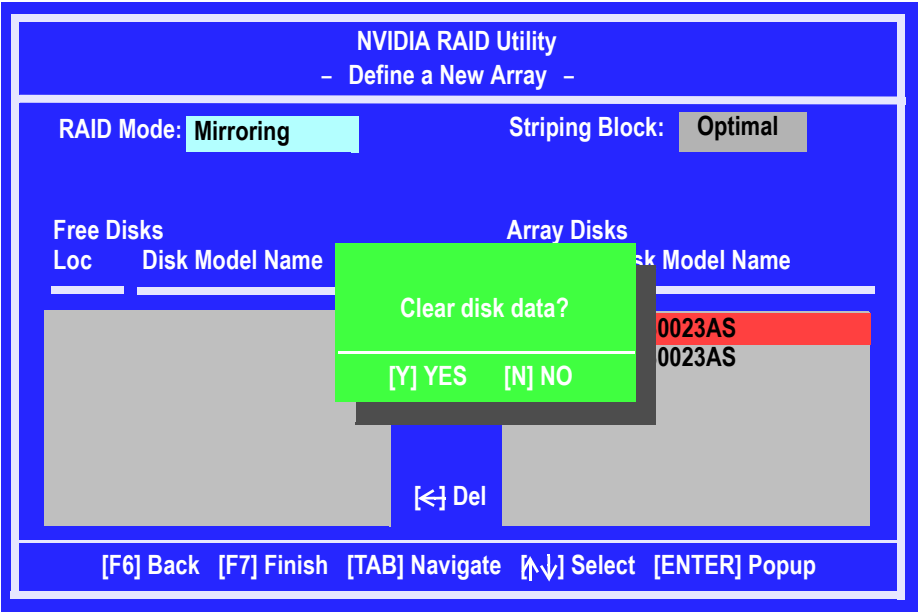 NVIDIA RAID Utility
– Define a New Array –
RAID Mode: Mirroring Striping Block: Optimal
Free Disks Array Disks
Loc Disk Model Name sk Model Name
Clear disk data?
0023AS
0023AS
[Y] YES [N] NO
[←] Del
[F6] Back [F7] Finish [TAB] Navigate [↑↓] Select [ENTER] Popup